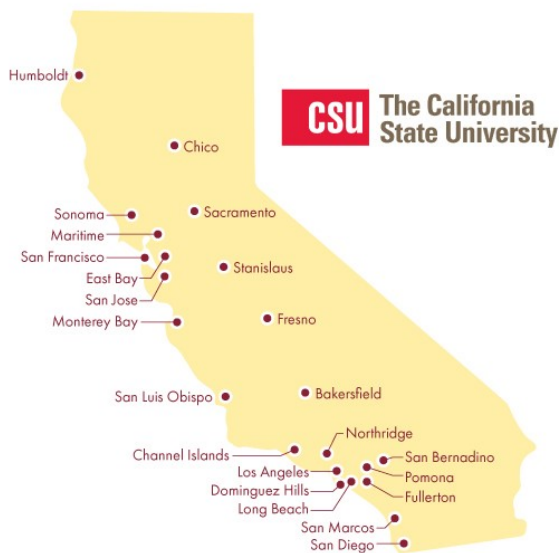 Humboldt
CSU
The California
State University
Chico
Sonoma
Sacramento
Maritime
San Francisco
East Bay
Stanislaus
San Jose
Monterey Bay
Fresno
San Luis Obispo
Bakersfield
Northridge
Channel Islands
San Bernadino
Los Angeles
Pomona
Dominguez Hills
Fullerton
Long Beach
San Marcos
San Diego